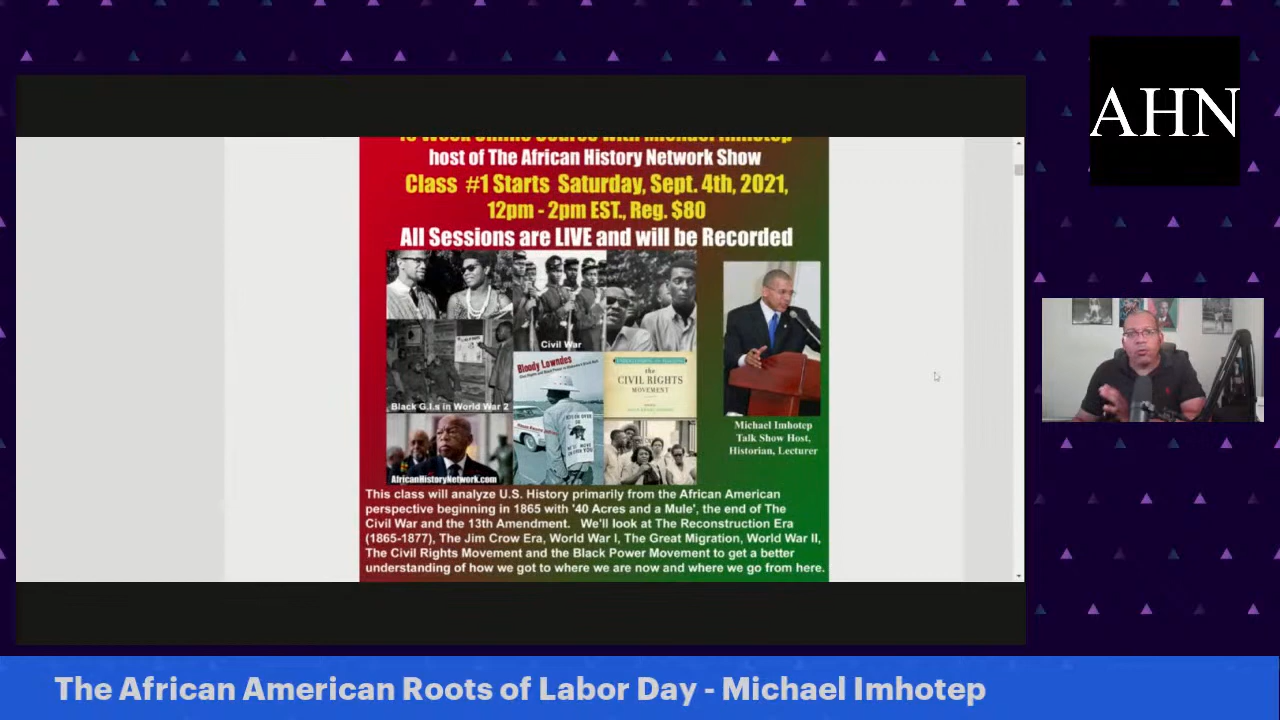 AHN
host of The African History Network Show
Class #1 Starts Saturday, Sept. 4th, 2021,
12pm - 2pm EST., Reg. $80
All Sessions are LIVE and will be Recorded
Civil War
Black G.I.s in World War 2
Bloody Lowndes
the
CIVIL RIGHTS
MOVEMENT
AfricanHistoryNetwork.com
Michael Imhotep
Talk Show Host,
Historian, Lecturer
This class will analyze U.S. History primarily from the African American
perspective beginning in 1865 with '40 Acres and a Mule', the end of The
Civil War and the 13th Amendment. We'll look at The Reconstruction Era
(1865-1877), The Jim Crow Era, World War I, The Great Migration, World War II,
The Civil Rights Movement and the Black Power Movement to get a better
understanding of how we got to where we are now and where we go from here.
The African American Roots of Labor Day - Michael Imhotep